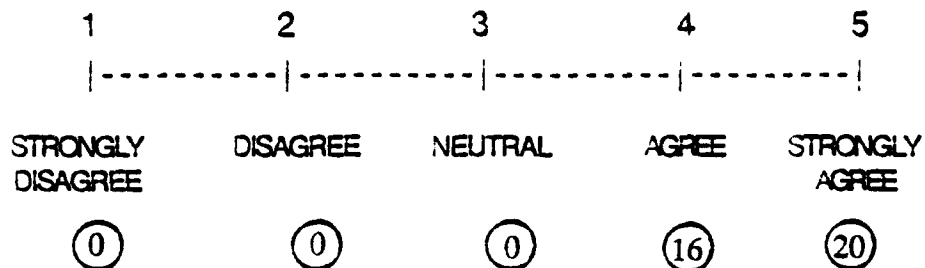 1 2 3 4 5
STRONGLY DISAGREE NEUTRAL AGREE STRONGLY
DISAGREE AGREE
0 0 0 16 20